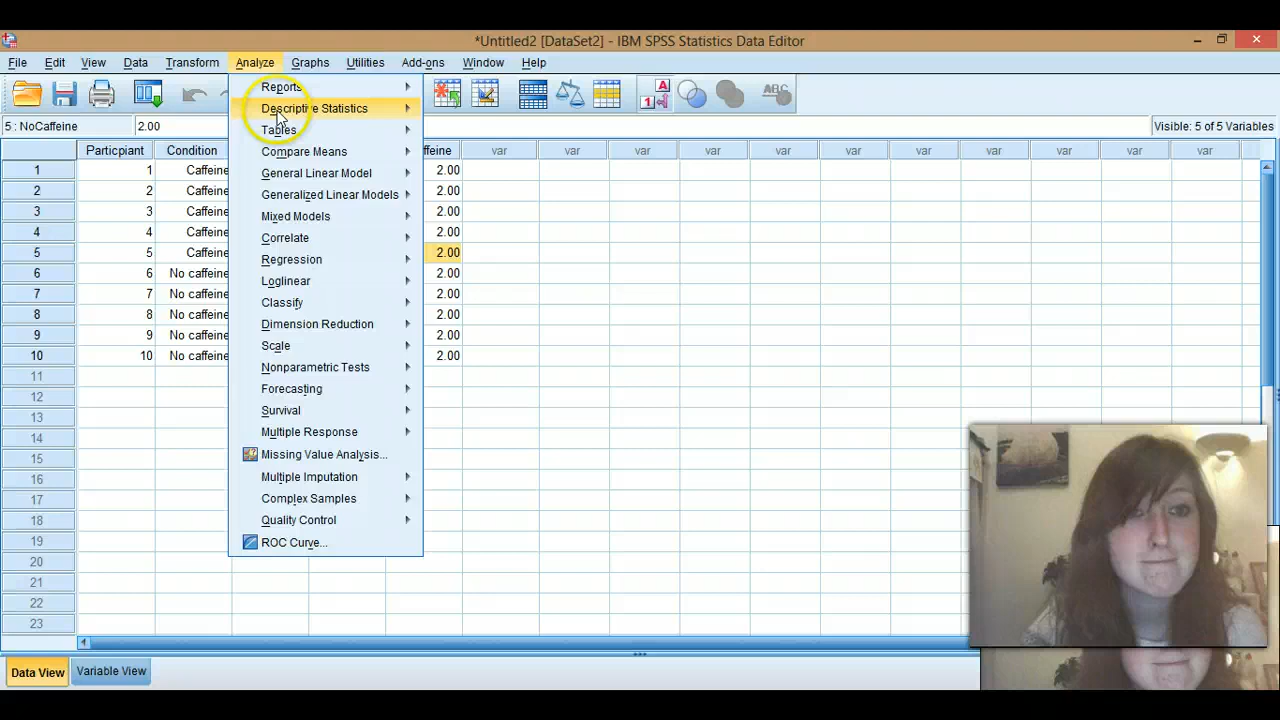 *Untitled2 [DataSet2] - IBM SPSS Statistics Data Editor
File Edit View Data Transform Analyze Graphs Utilities Add-ons Window Help
5 : NoCaffeine 2.00 Visible: 5 of 5 Variables
Reports
Descriptive Statistics
Tables
Compare Means
General Linear Model
Generalized Linear Models
Mixed Models
Correlate
Regression
Loglinear
Classify
Dimension Reduction
Scale
Nonparametric Tests
Forecasting
Survival
Multiple Response
Missing Value Analysis...
Multiple Imputation
Complex Samples
Quality Control
ROC Curve...
Particpiant Condition ffeine var var var var var var var var var var var
1 1 Caffeine 2.00
2 2 Caffeine 2.00
3 3 Caffeine 2.00
4 4 Caffeine 2.00
5 5 Caffeine 2.00
6 6 No caffeine 2.00
7 7 No caffeine 2.00
8 8 No caffeine 2.00
9 9 No caffeine 2.00
10 10 No caffeine 2.00
11
12
13
14
15
16
17
18
19
20
21
22
23
Data View Variable View